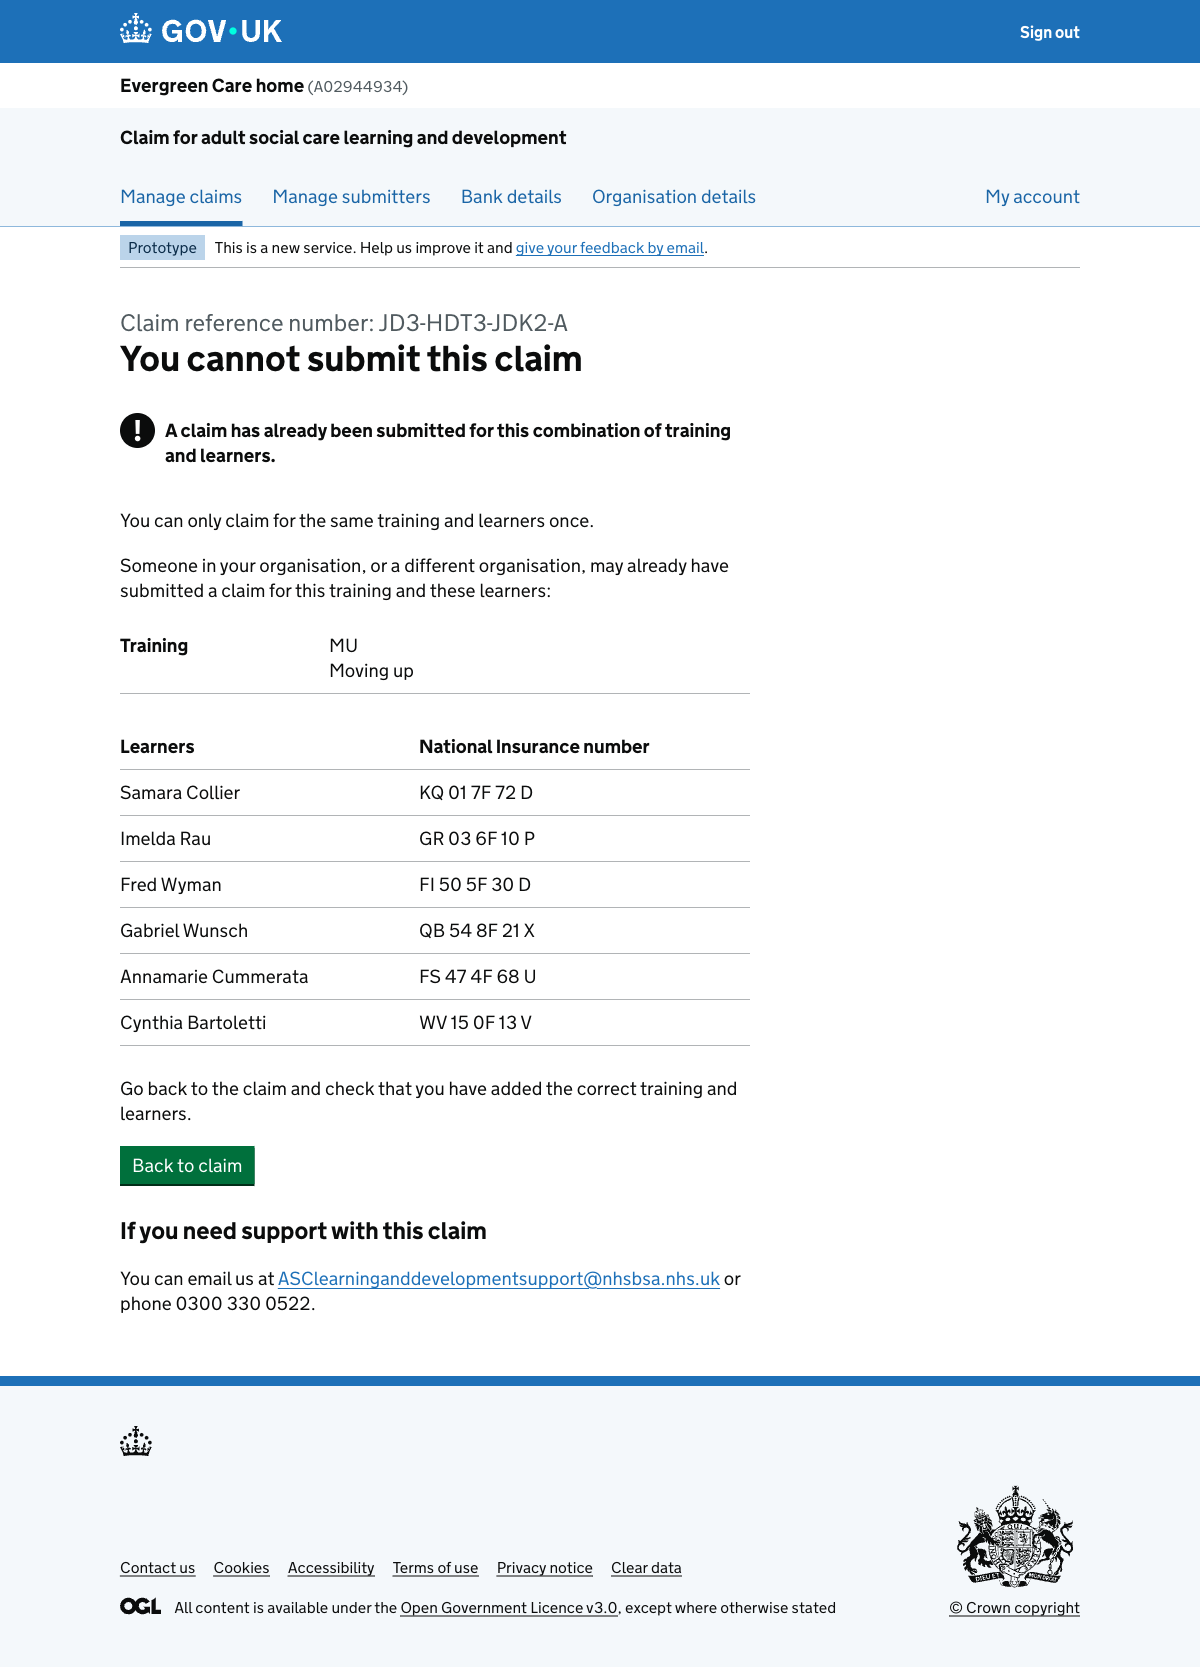 GOV.UK
Sign out
Evergreen Care home (A02944934)
Claim for adult social care learning and development
Manage claims Manage submitters Bank details Organisation details My account
Prototype This is a new service. Help us improve it and give your feedback by email.
Claim reference number: JD3-HDT3-JDK2-A
You cannot submit this claim
! A claim has already been submitted for this combination of training
and learners.
You can only claim for the same training and learners once.
Someone in your organisation, or a different organisation, may already have
submitted a claim for this training and these learners:
Training MU
Moving up
Learners National Insurance number
Samara Collier KQ 01 7F 72 D
Imelda Rau GR 03 6F 10 P
Fred Wyman FI 50 5F 30 D
Gabriel Wunsch QB 54 8F 21 X
Annamarie Cummerata FS 47 4F 68 U
Cynthia Bartoletti WV 15 0F 13 V
Go back to the claim and check that you have added the correct training and
learners.
Back to claim
If you need support with this claim
You can email us at ASClearninganddevelopmentsupport@nhsbsa.nhs.uk or
phone 0300 330 0522.
Contact us Cookies Accessibility Terms of use Privacy notice Clear data
OGL All content is available under the Open Government Licence v3.0, except where otherwise stated
© Crown copyright